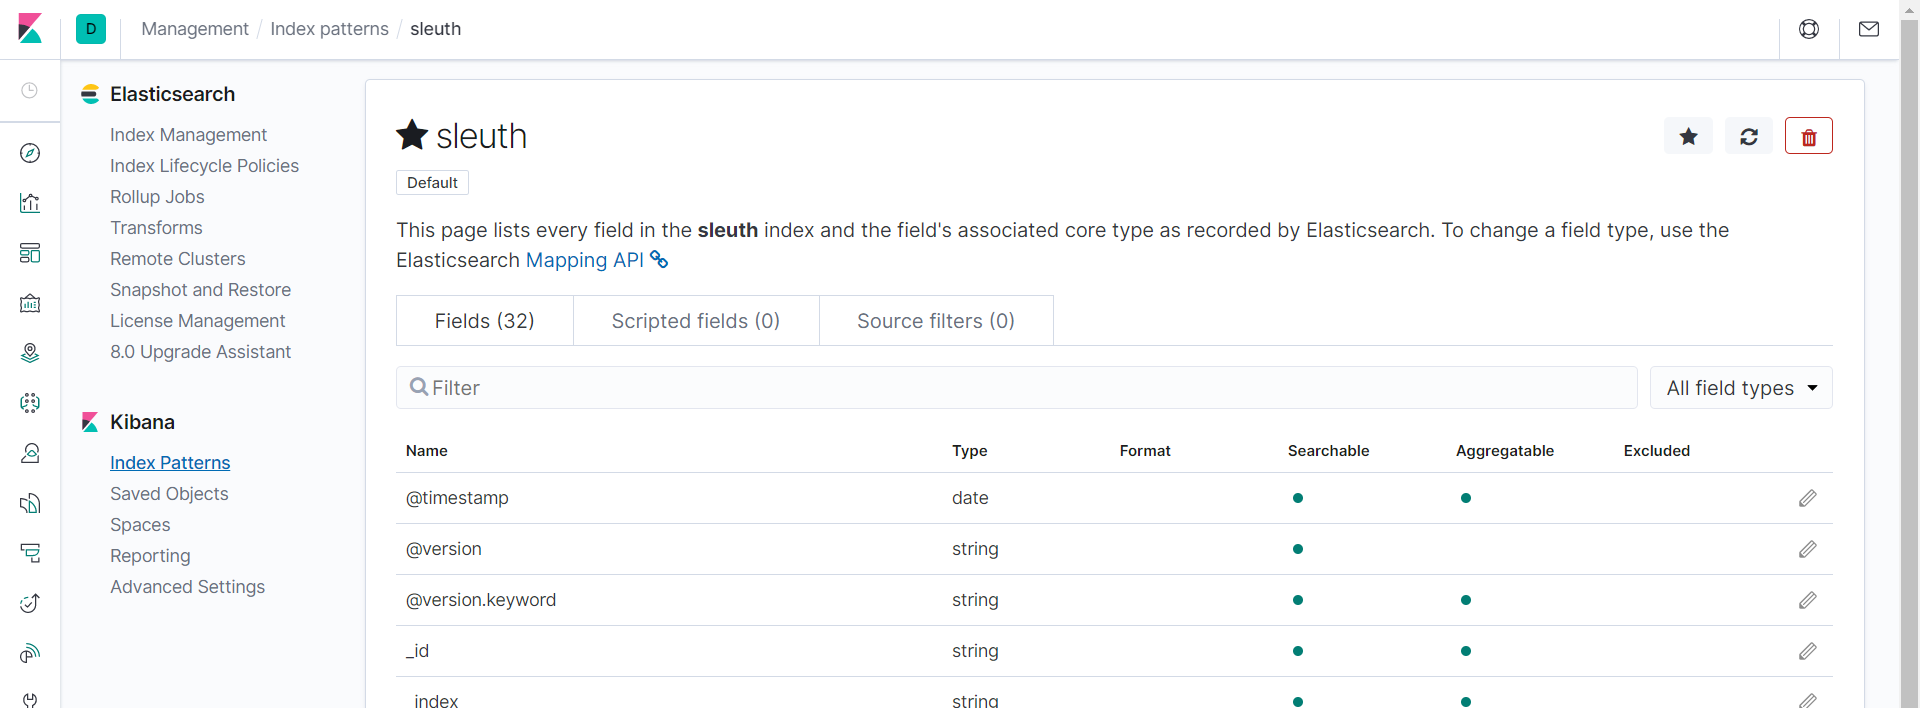 D Management / Index patterns / sleuth
Elasticsearch
Index Management
Index Lifecycle Policies
Rollup Jobs
Transforms
Remote Clusters
Snapshot and Restore
License Management
8.0 Upgrade Assistant
Kibana
Index Patterns
Saved Objects
Spaces
Reporting
Advanced Settings
sleuth
Default
This page lists every field in the sleuth index and the field's associated core type as recorded by Elasticsearch. To change a field type, use the
Elasticsearch Mapping API
Fields (32) Scripted fields (0) Source filters (0)
Filter All field types
Name Type Format Searchable Aggregatable Excluded
@timestamp date
@version string
@version.keyword string
_id string
_index string